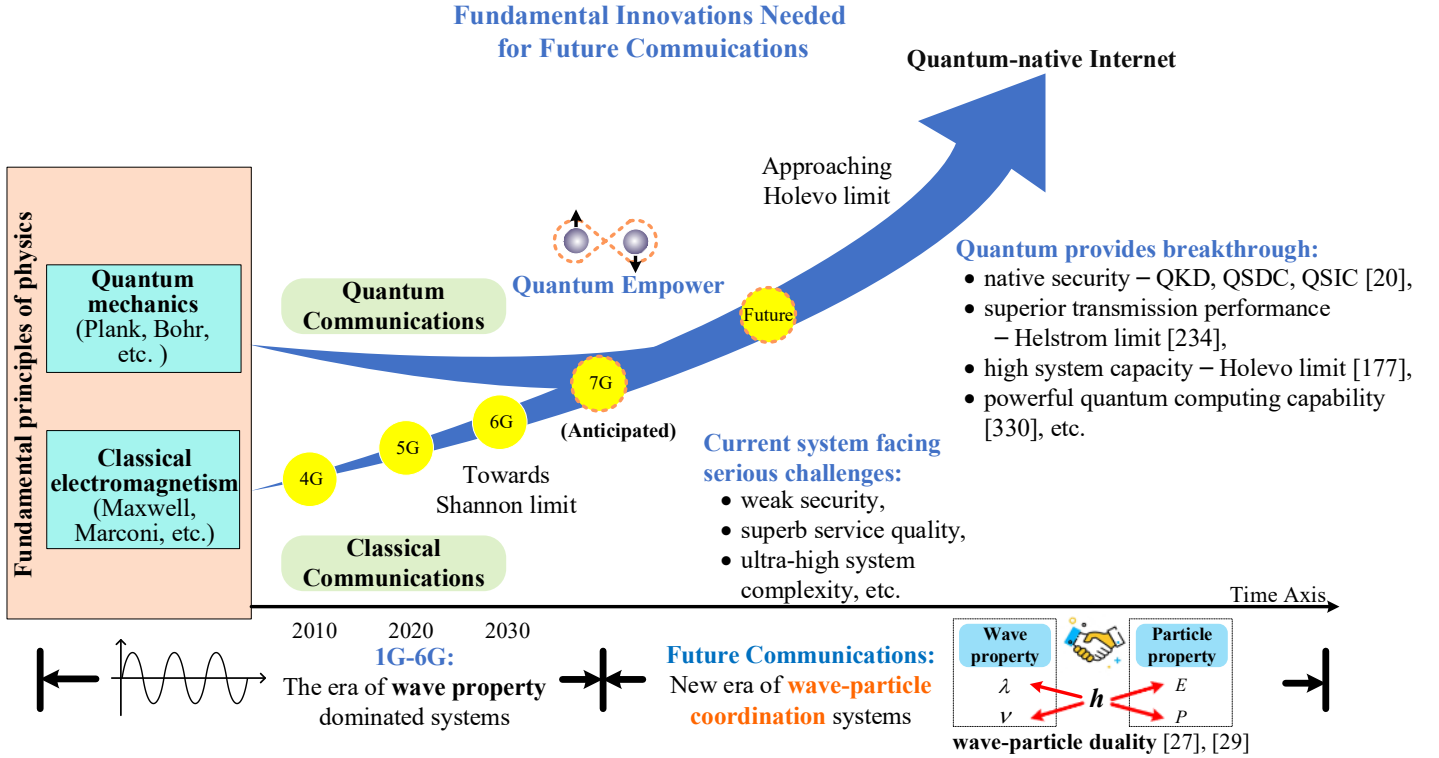 Fundamental Innovations Needed
for Future Commuications
Quantum-native Internet
Approaching
Holevo limit
Fundamental principles of physics
Quantum
mechanics
(Plank, Bohr,
etc. )
Classical
electromagnetism
(Maxwell,
Marconi, etc.)
Quantum
Communications
Quantum Empower
Future
7G
(Anticipated)
6G
5G
4G
Towards
Shannon limit
Classical
Communications
Quantum provides breakthrough:
• native security – QKD, QSDC, QSIC [20],
• superior transmission performance
– Helstrom limit [234],
• high system capacity – Holevo limit [177],
• powerful quantum computing capability
[330], etc.
Current system facing
serious challenges:
• weak security,
• superb service quality,
• ultra-high system
complexity, etc.
Time Axis
2010
2020
2030
1G-6G:
The era of wave property
dominated systems
Future Communications:
New era of wave-particle
coordination systems
Wave
property
λ
ν
h
Particle
property
E
P
wave-particle duality [27], [29]